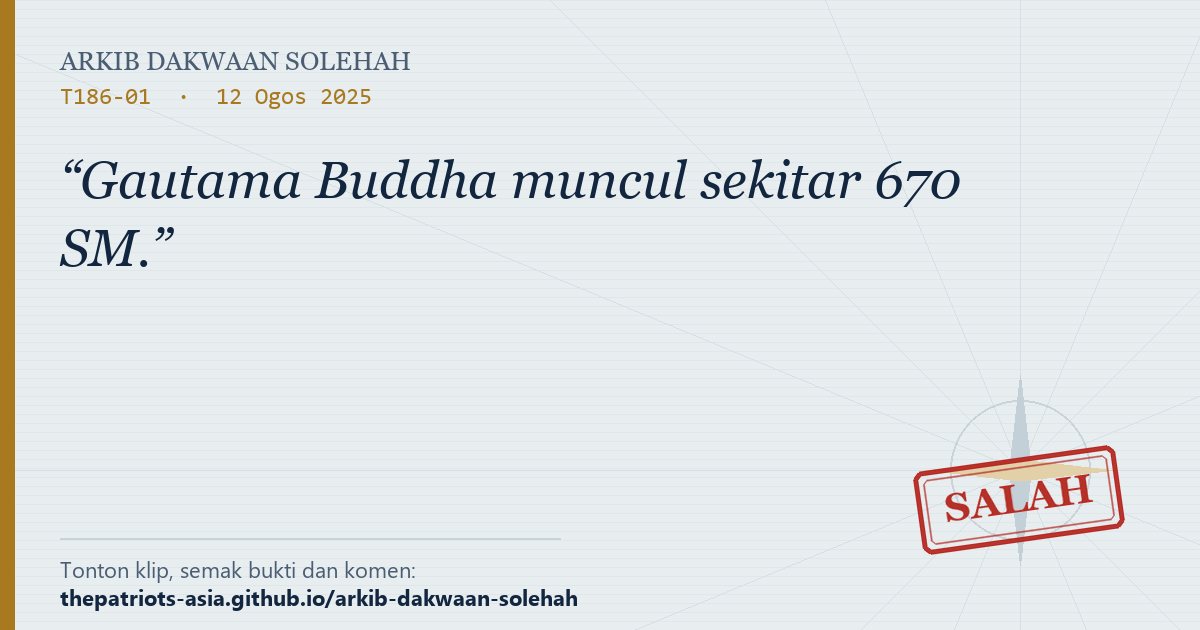 ARKIB DAKWAAN SOLEHAH
T186-01 · 12 Ogos 2025
“Gautama Buddha muncul sekitar 670
SM.”
SALAH
Tonton klip, semak bukti dan komen:
thepatriots-asia.github.io/arkib-dakwaan-solehah